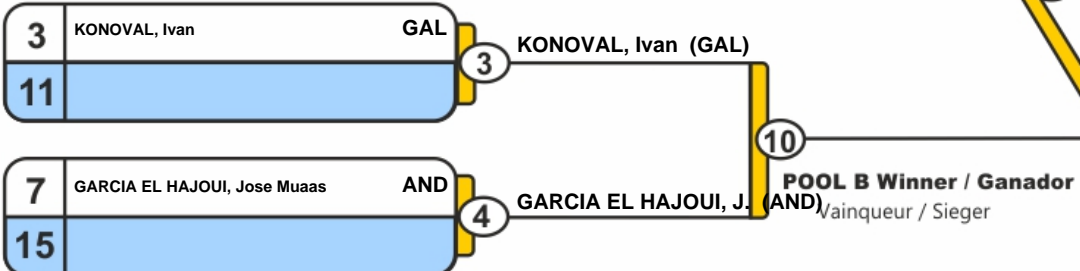 3 KONOVAL, Ivan GAL
11
3
KONOVAL, Ivan (GAL)
10
POOL B Winner / Ganador
Vainqueur / Sieger
7 GARCIA EL HAJOUI, Jose Muaas AND
15
4
GARCIA EL HAJOUI, J. (AND)